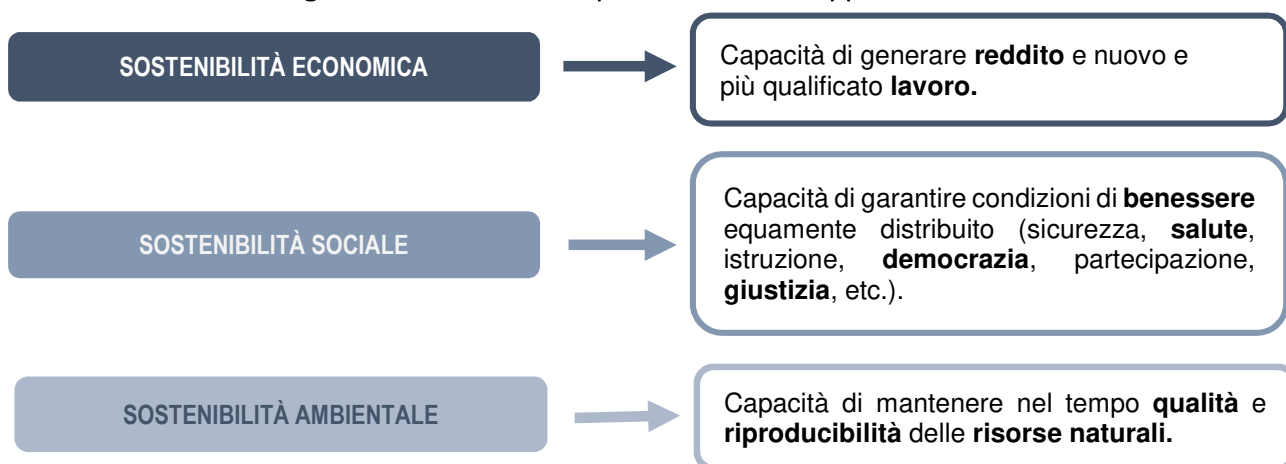 SOSTENIBILITÀ ECONOMICA
Capacità di generare reddito e nuovo e
più qualificato lavoro.
SOSTENIBILITÀ SOCIALE
Capacità di garantire condizioni di benessere
equamente distribuito (sicurezza, salute,
istruzione, democrazia, partecipazione,
giustizia, etc.).
SOSTENIBILITÀ AMBIENTALE
Capacità di mantenere nel tempo qualità e
riproducibilità delle risorse naturali.